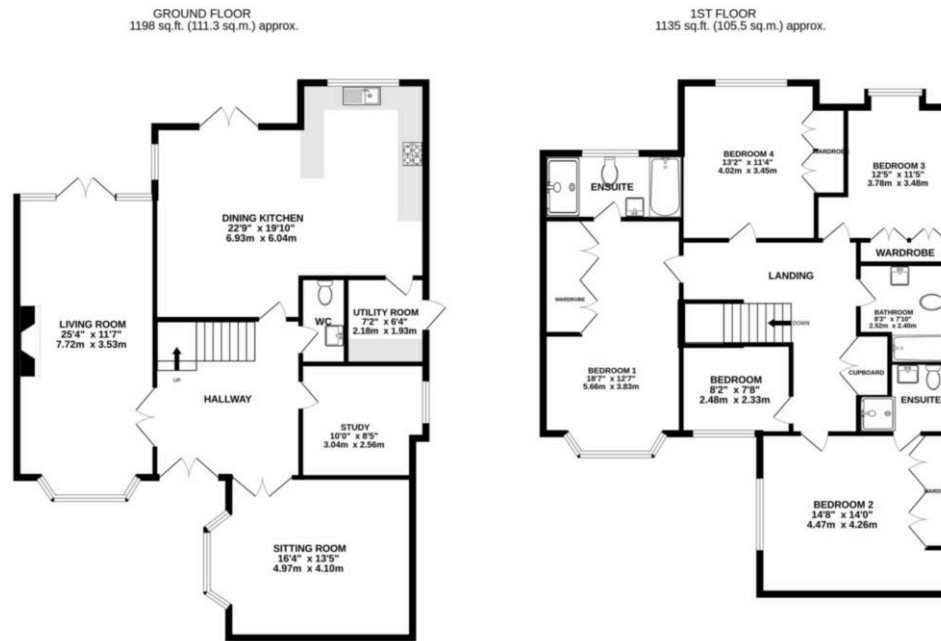 GROUND FLOOR
1198 sq.ft. (111.3 sq.m.) approx.
DINING KITCHEN
22'9" x 19'10"
6.93m x 6.04m
LIVING ROOM
25'4" x 11'7"
7.72m x 3.53m
WC
UTILITY ROOM
7'2" x 6'4"
2.18m x 1.93m
UP
HALLWAY
STUDY
10'0" x 8'5"
3.04m x 2.56m
SITTING ROOM
16'4" x 13'5"
4.97m x 4.10m
1ST FLOOR
1135 sq.ft. (105.5 sq.m.) approx.
BEDROOM 4
13'2" x 11'4"
4.02m x 3.45m
WARDROBE
BEDROOM 3
12'5" x 11'5"
3.78m x 3.48m
ENSUITE
WARDROBE
LANDING
WARDROBE
BATHROOM
8'3" x 7'10"
2.52m x 2.40m
DOWN
BEDROOM 1
18'7" x 12'7"
5.66m x 3.83m
BEDROOM
8'2" x 7'8"
2.48m x 2.33m
CUPBOARD
ENSUITE
BEDROOM 2
14'8" x 14'0"
4.47m x 4.26m